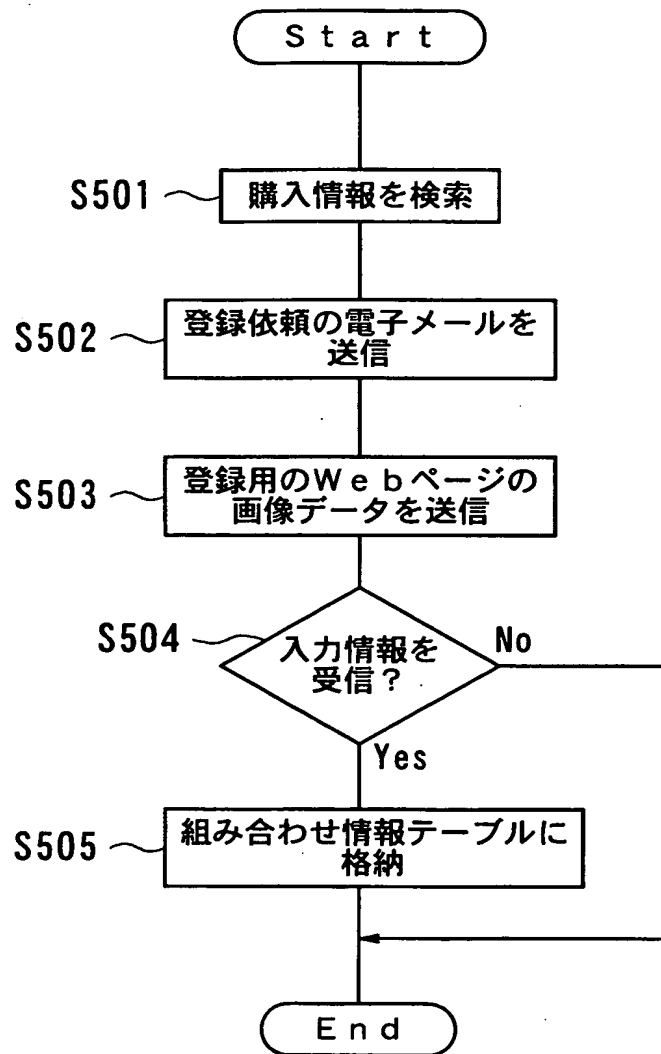 Start
S501
購入情報を検索
S502
登録依頼の電子メールを
送信
S503
登録用のWebページの
画像データを送信
S504
入力情報を
受信?
No
Yes
S505
組み合わせ情報テーブルに
格納
End